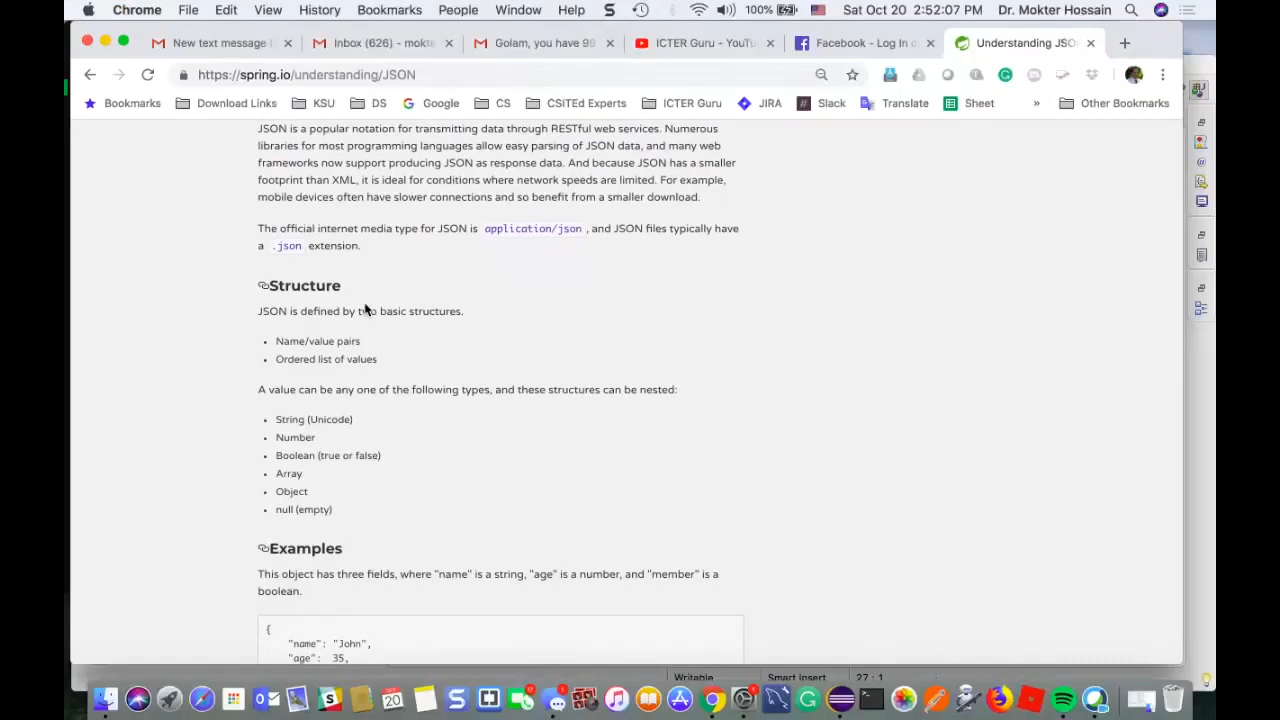 Chrome File Edit View History Bookmarks People Window Help 100% Sat Oct 20 2:52:07 PM Dr. Mokter Hossain
New text message Inbox (626) - mokte Golam, you have 99 ICTER Guru - YouTu Facebook - Log In o Understanding JSO
https://spring.io/understanding/JSON
Bookmarks Download Links KSU DS Google CS CSITEd Experts ICTER Guru JIRA Slack Translate Sheet » Other Bookmarks
JSON is a popular notation for transmitting data through RESTful web services. Numerous
libraries for most programming languages allow easy parsing of JSON data, and many web
frameworks now support producing JSON as response data. And because JSON has a smaller
footprint than XML, it is ideal for conditions where network speeds are limited. For example,
mobile devices often have slower connections and so benefit from a smaller download.
The official internet media type for JSON is application/json , and JSON files typically have
a .json extension.
Structure
JSON is defined by two basic structures.
• Name/value pairs
• Ordered list of values
A value can be any one of the following types, and these structures can be nested:
• String (Unicode)
• Number
• Boolean (true or false)
• Array
• Object
• null (empty)
Examples
This object has three fields, where "name" is a string, "age" is a number, and "member" is a
boolean.
{
"name": "John",
"age": 35,
Writable Smart Insert 27 : 1